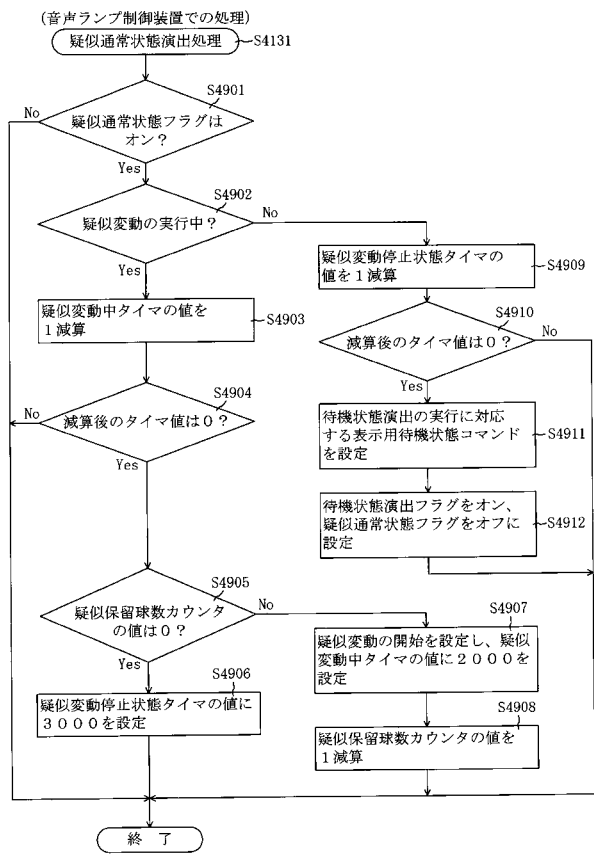 (音声ランプ制御装置での処理)
疑似通常状態演出処理
S4131
S4901
No
疑似通常状態フラグは
オン？
Yes
S4902
疑似変動の実行中？
No
Yes
疑似変動中タイマの値を
１減算
S4903
疑似変動停止状態タイマの
値を１減算
S4909
S4910
減算後のタイマ値は０？
No
Yes
S4904
No
減算後のタイマ値は０？
Yes
待機状態演出の実行に対応
する表示用待機状態コマンド
を設定
S4911
待機状態演出フラグをオン、
疑似通常状態フラグをオフに
設定
S4912
S4905
疑似保留球数カウンタ
の値は０？
No
Yes
S4907
疑似変動の開始を設定し、疑似
変動中タイマの値に２０００を
設定
S4906
疑似変動停止状態タイマの値に
３０００を設定
S4908
疑似保留球数カウンタの値を
１減算
終 了